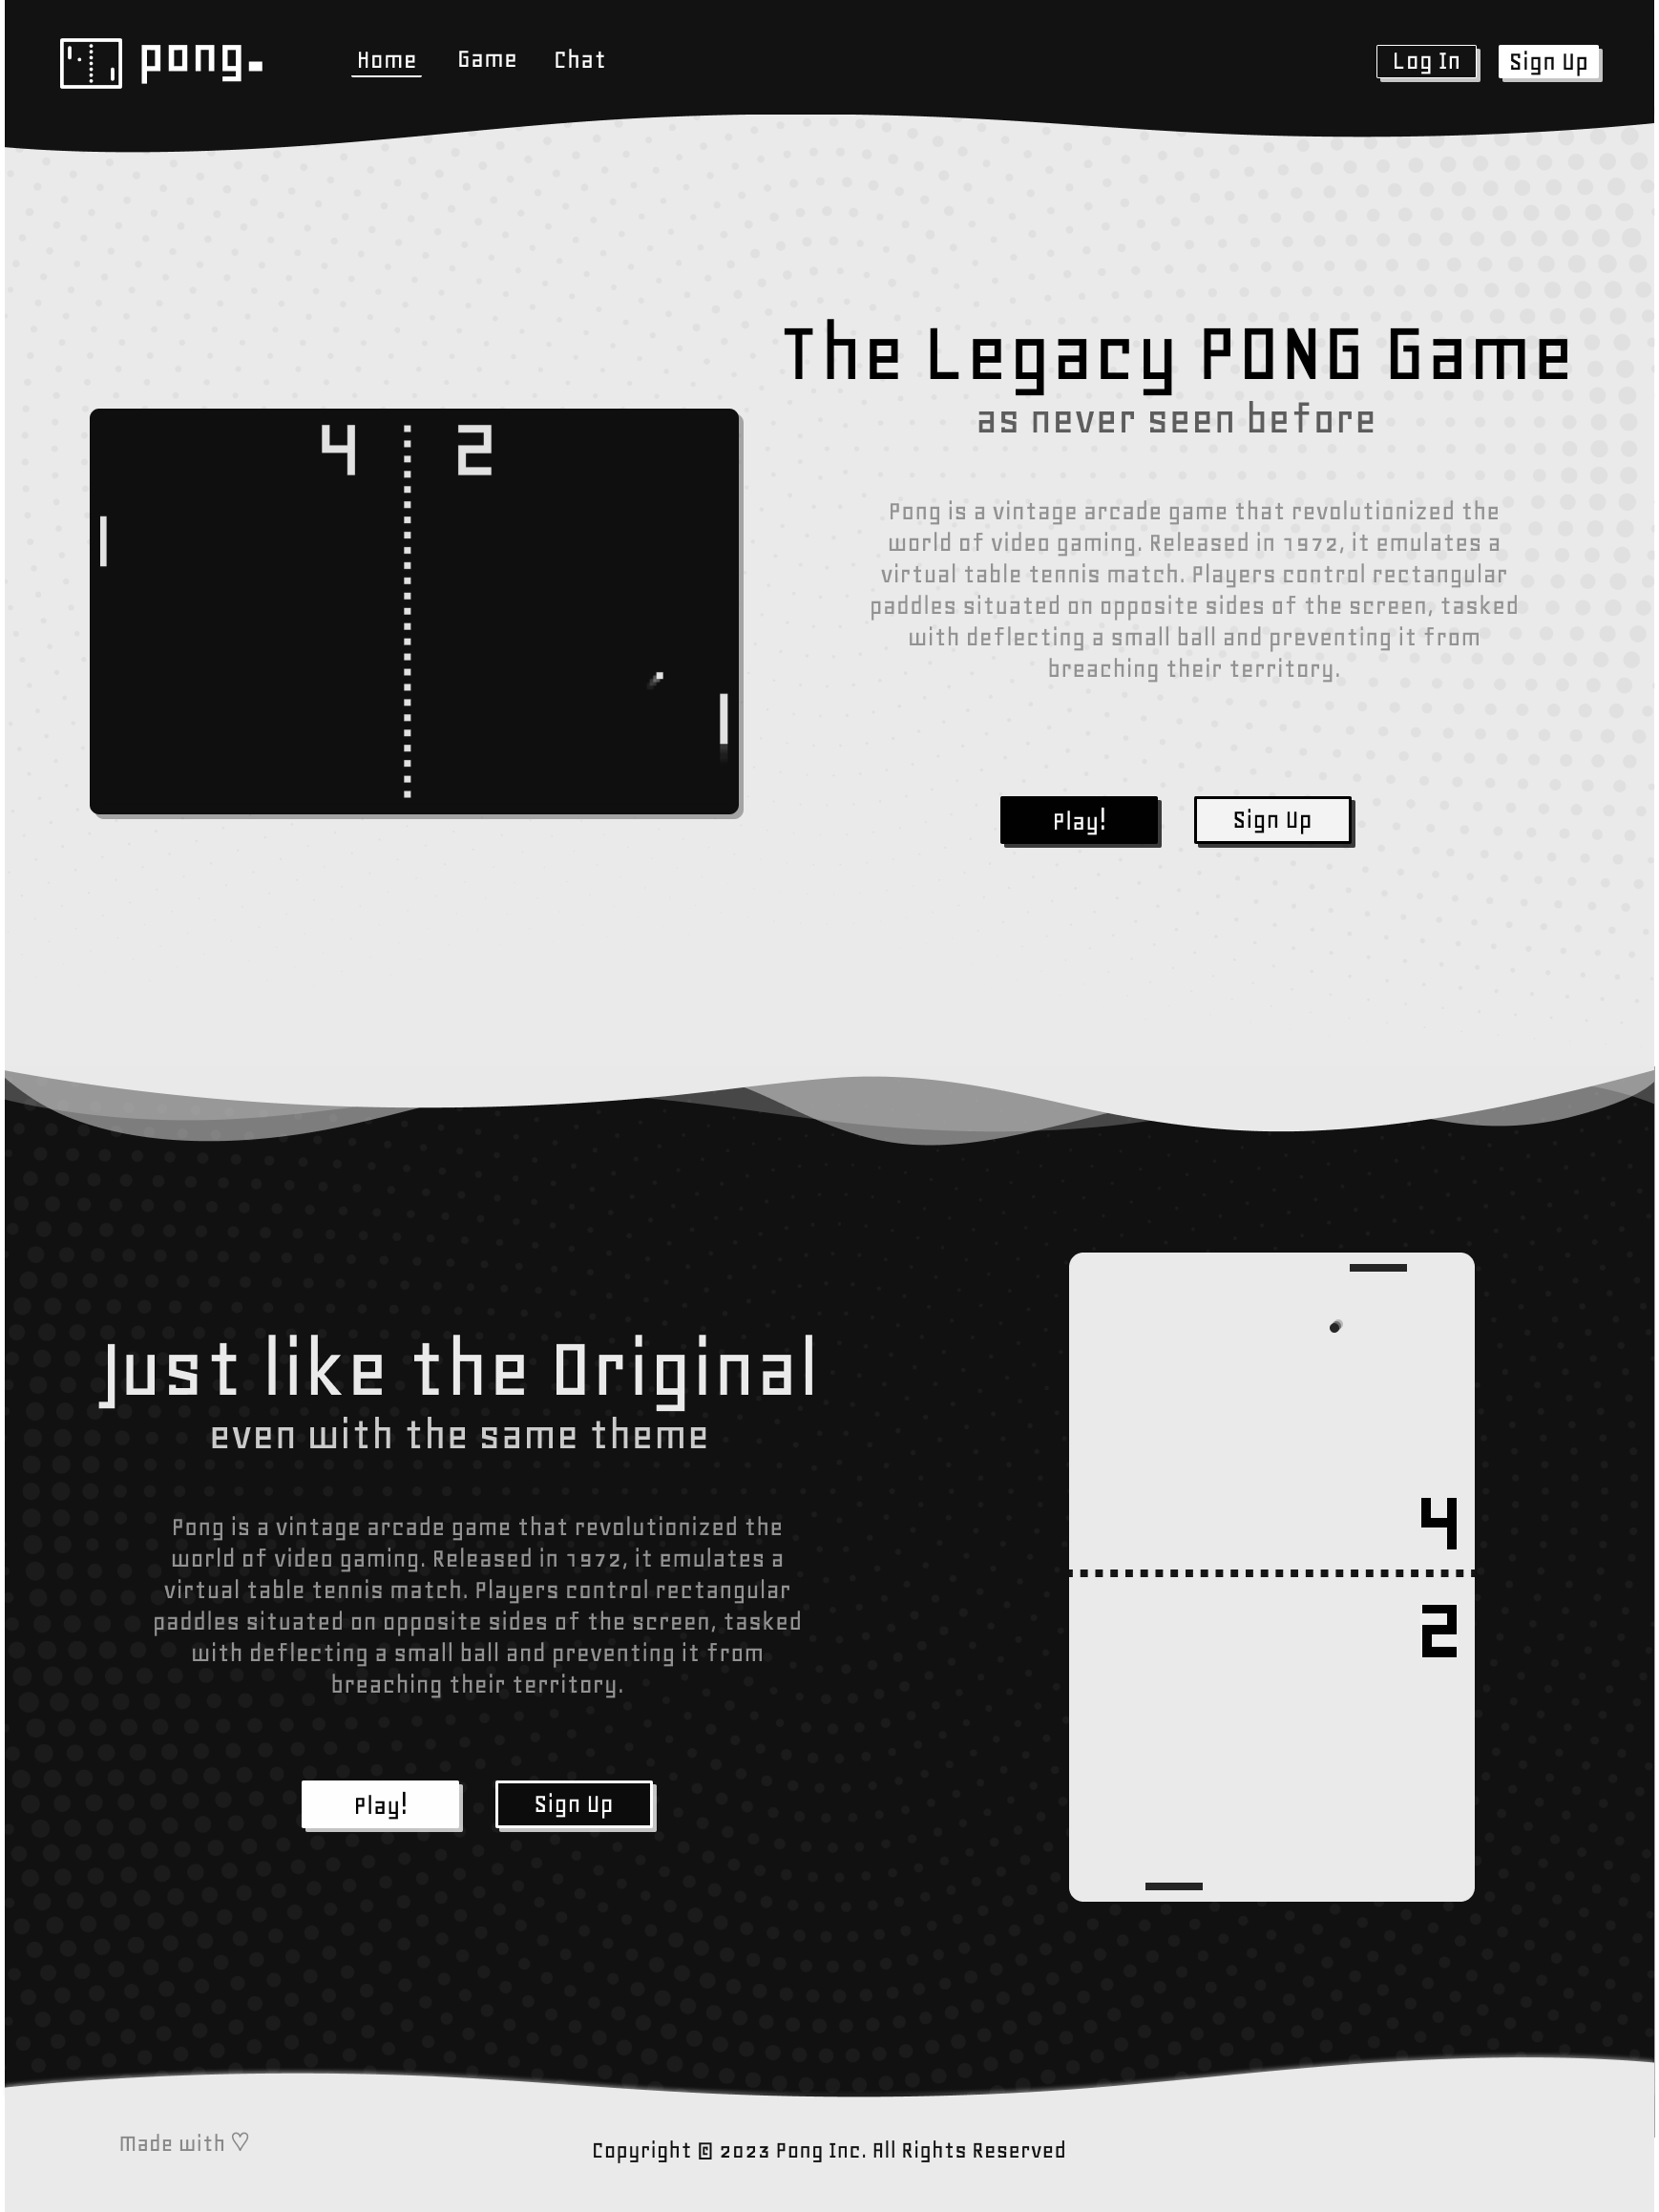 pong.
Home Game Chat
Log In Sign Up
The Legacy PONG Game
as never seen before
4 2
Pong is a vintage arcade game that revolutionized the
world of video gaming. Released in 1972, it emulates a
virtual table tennis match. Players control rectangular
paddles situated on opposite sides of the screen, tasked
with deflecting a small ball and preventing it from
breaching their territory.
Play! Sign Up
Just like the Original
even with the same theme
Pong is a vintage arcade game that revolutionized the
world of video gaming. Released in 1972, it emulates a
virtual table tennis match. Players control rectangular
paddles situated on opposite sides of the screen, tasked
with deflecting a small ball and preventing it from
breaching their territory.
Play! Sign Up
4
2
Made with ♡
Copyright © 2023 Pong Inc. All Rights Reserved